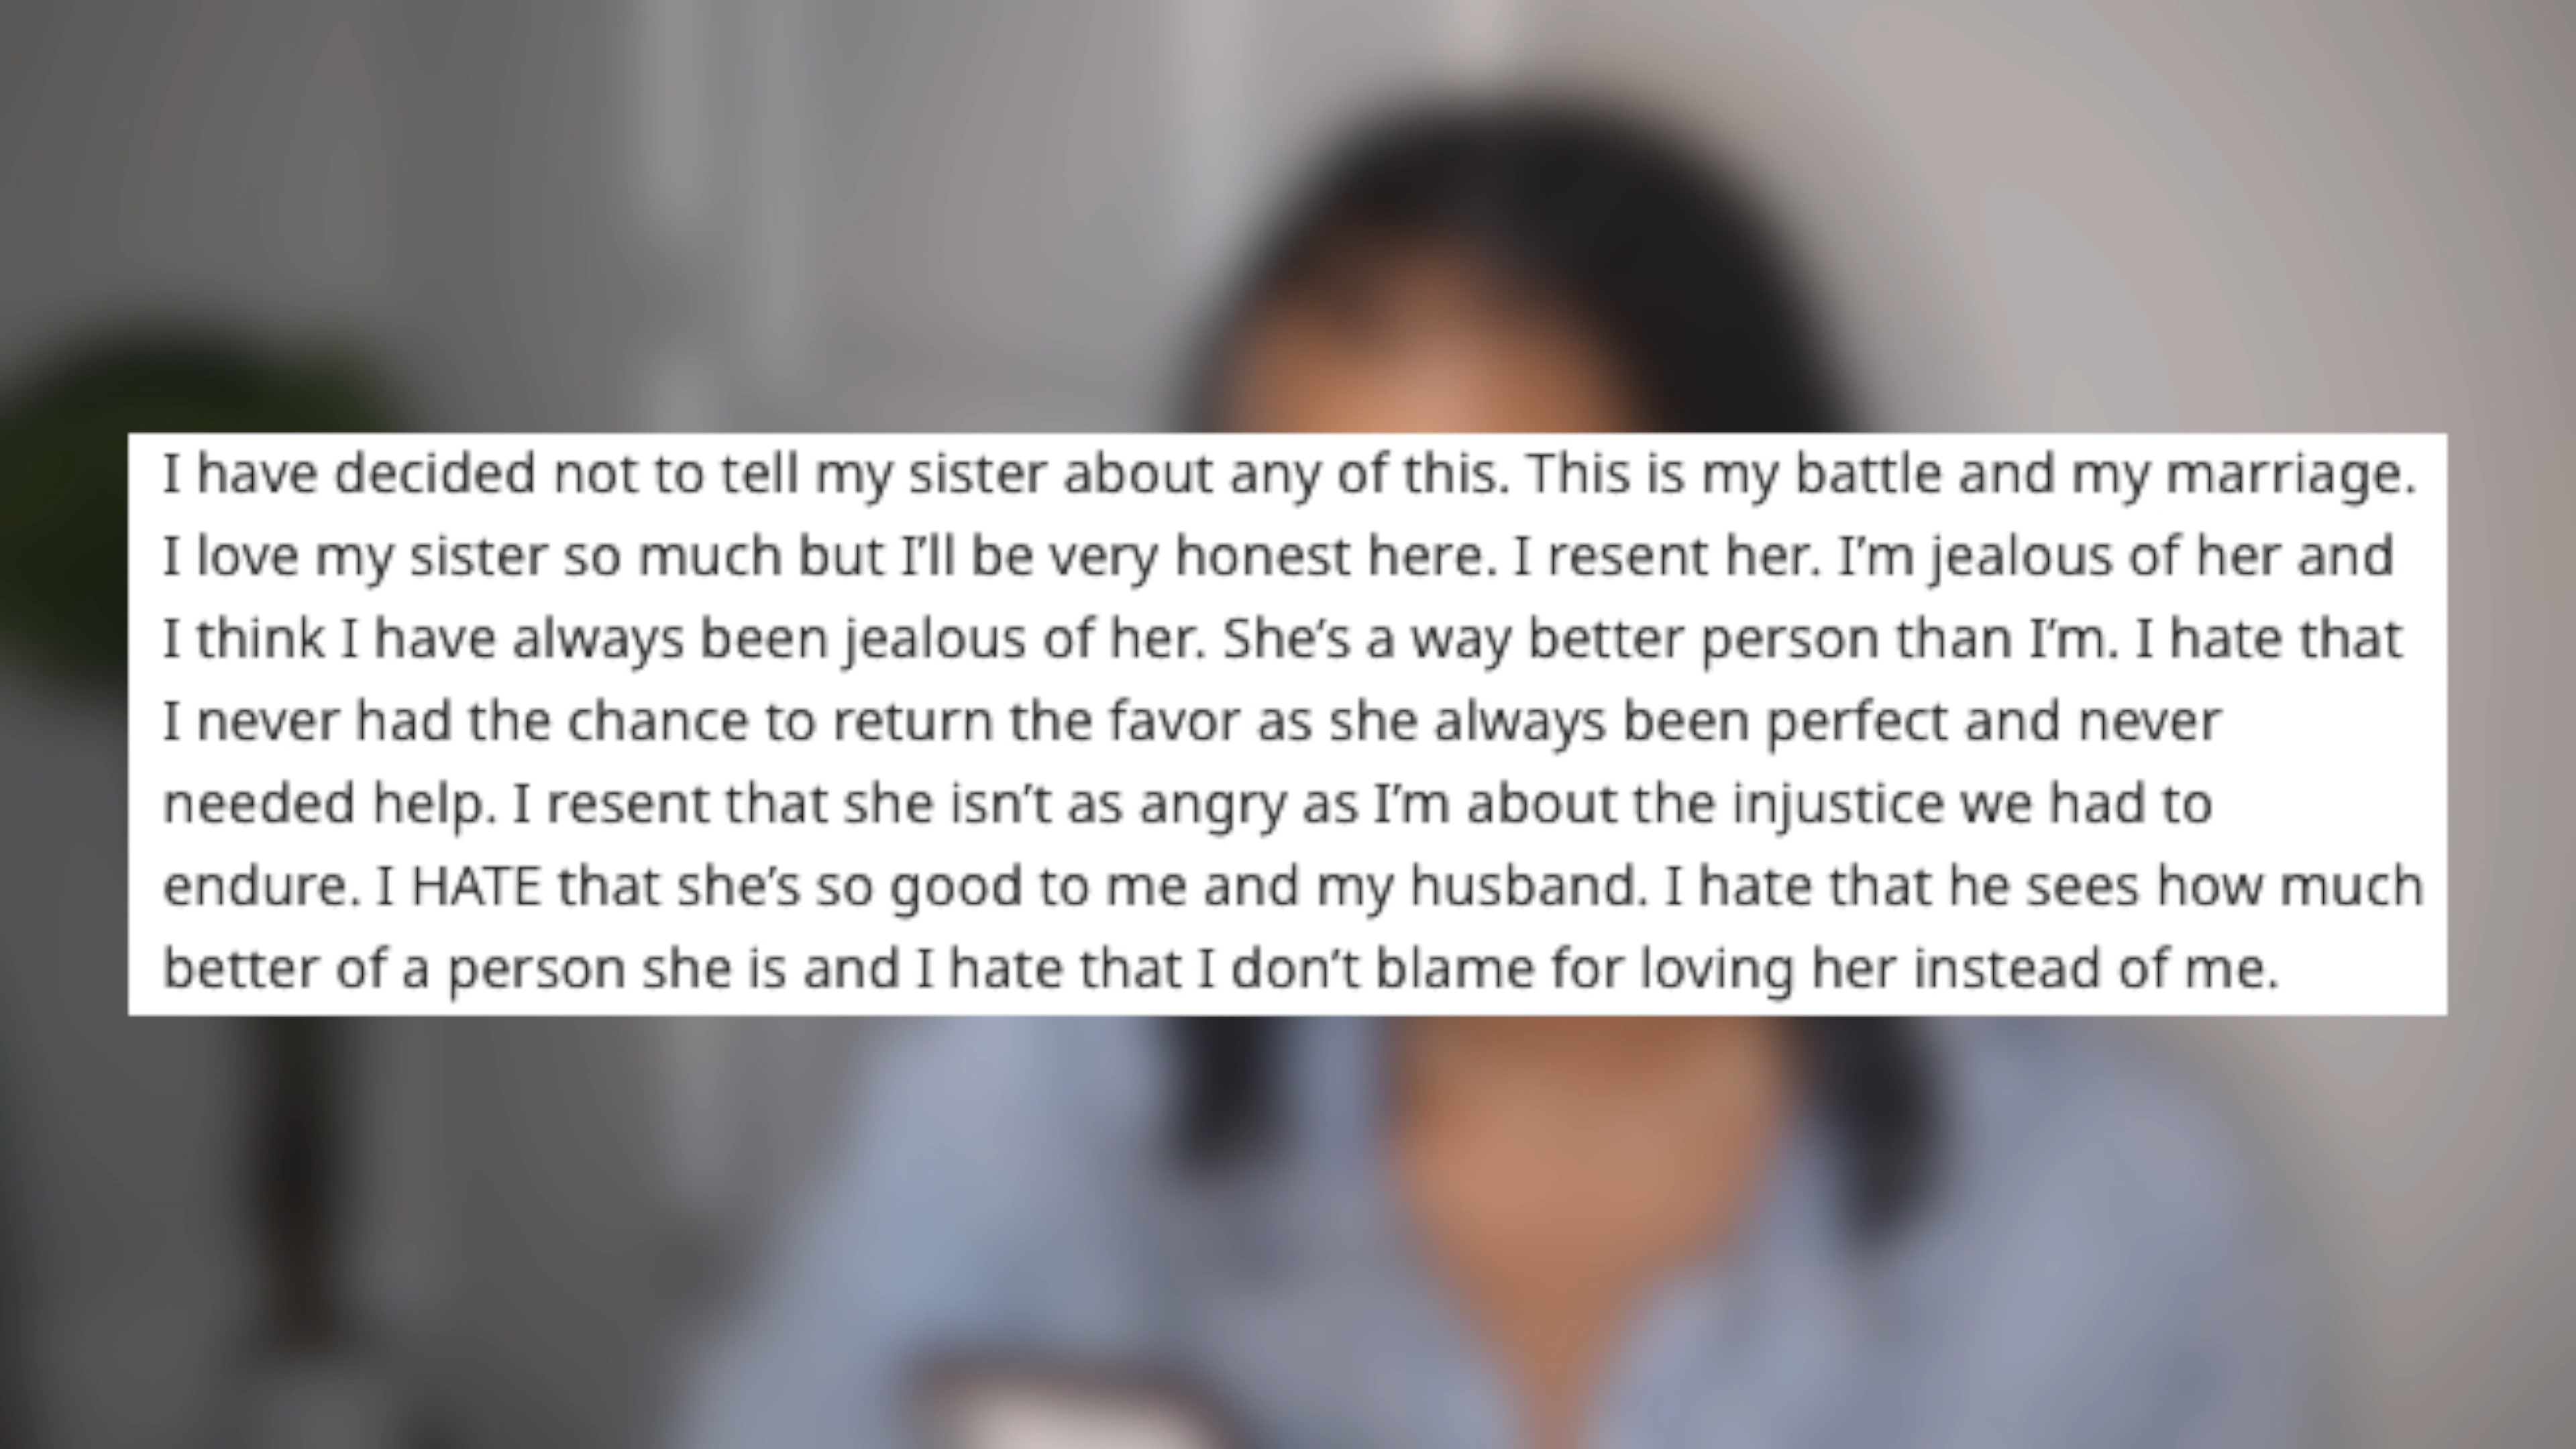 I have decided not to tell my sister about any of this. This is my battle and my marriage.
I love my sister so much but I’ll be very honest here. I resent her. I’m jealous of her and
I think I have always been jealous of her. She’s a way better person than I’m. I hate that
I never had the chance to return the favor as she always been perfect and never
needed help. I resent that she isn’t as angry as I’m about the injustice we had to
endure. I HATE that she’s so good to me and my husband. I hate that he sees how much
better of a person she is and I hate that I don’t blame for loving her instead of me.